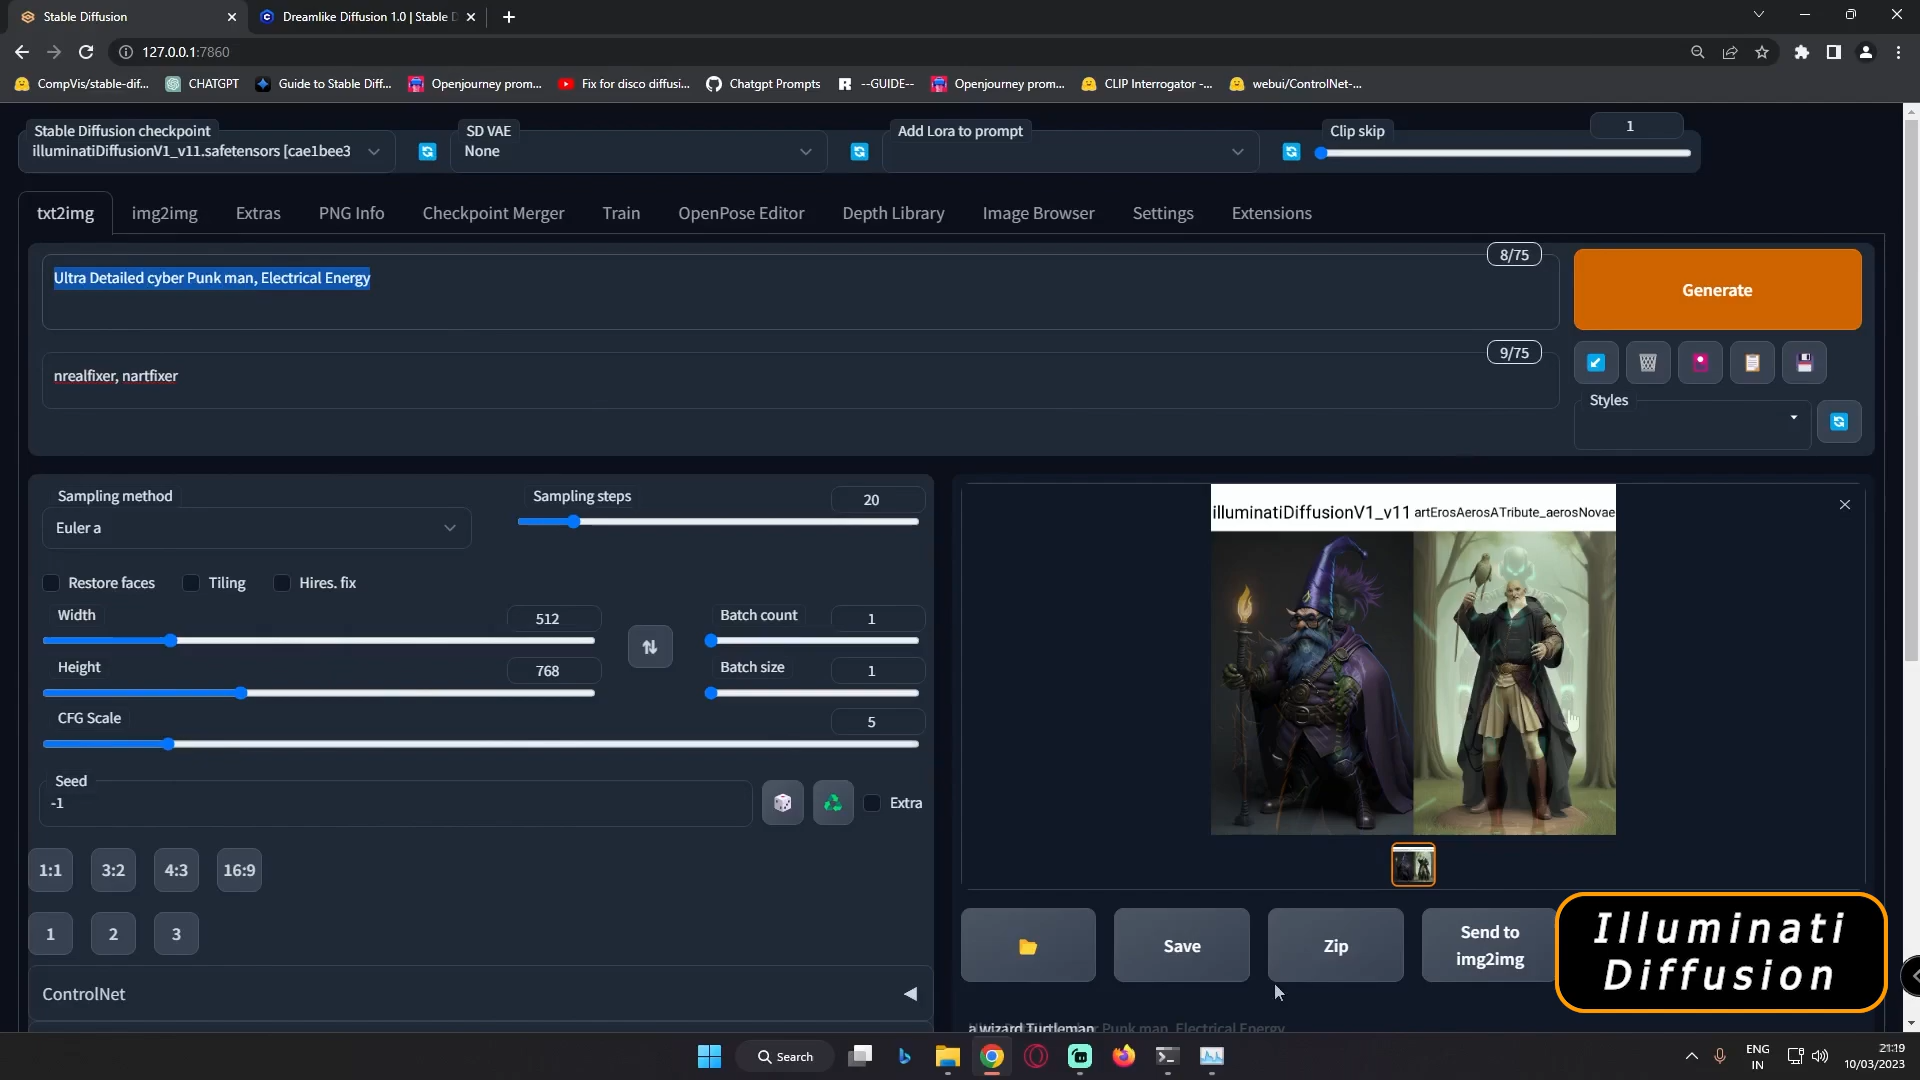 Stable Diffusion
Dreamlike Diffusion 1.0 | Stable D
127.0.0.1:7860
CompVis/stable-dif...
CHATGPT
Guide to Stable Diff...
Openjourney prom...
Fix for disco diffusi...
Chatgpt Prompts
--GUIDE--
Openjourney prom...
CLIP Interrogator -...
webui/ControlNet-...
Stable Diffusion checkpoint
illuminatiDiffusionV1_v11.safetensors [cae1bee3
SD VAE
None
Add Lora to prompt
Clip skip
1
txt2img
img2img
Extras
PNG Info
Checkpoint Merger
Train
OpenPose Editor
Depth Library
Image Browser
Settings
Extensions
Ultra Detailed cyber Punk man, Electrical Energy
8/75
Generate
nrealfixer, nartfixer
9/75
Styles
Sampling method
Euler a
Sampling steps
20
Restore faces
Tiling
Hires. fix
Width
512
Height
768
Batch count
1
Batch size
1
CFG Scale
5
Seed
-1
Extra
1:1
3:2
4:3
16:9
1
2
3
ControlNet
illuminatiDiffusionV1_v11
artErosAerosATribute_aerosNovae
Save
Zip
Send to
img2img
Illuminati
Diffusion
a wizard Turtleman
Punk man, Electrical Energy
Search
ENG
IN
21:19
10/03/2023